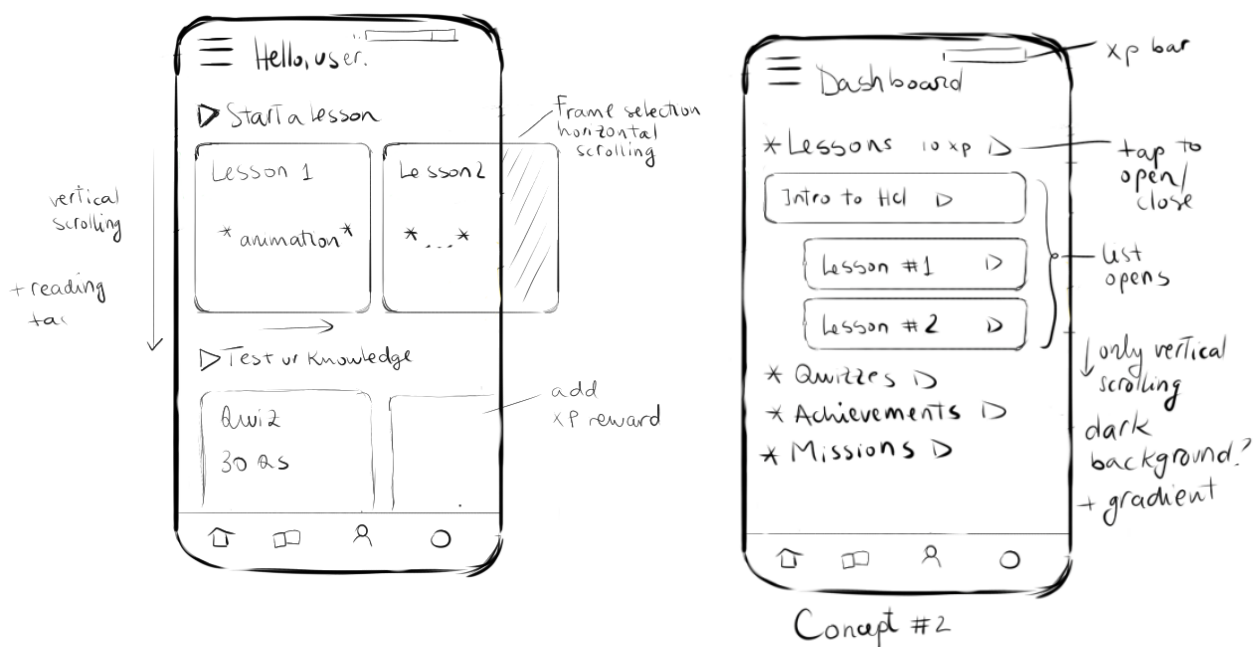 Hello, user.
Start a lesson
Lesson 1
*animation*
Lesson 2
*...*
Frame selection
horizontal
scrolling
vertical
scrolling
+ reading
Test ur Knowledge
Quiz
30 Qs
add
xp reward
Dashboard
xp bar
* Lessons 10 xp
tap to
open/
close
Intro to HCI
Lesson #1
Lesson #2
list
opens
* Quizzes
* Achievements
* Missions
only vertical
scrolling
dark
background?
+ gradient
Concept #2